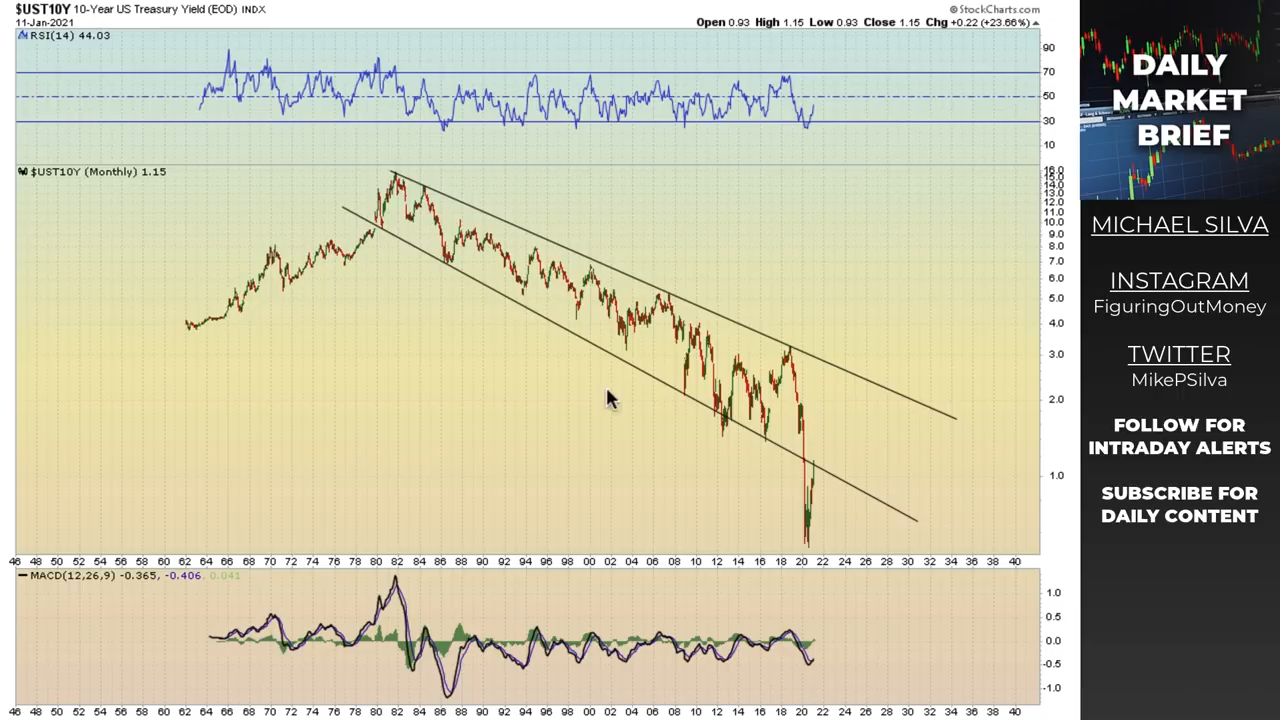 $UST10Y 10-Year US Treasury Yield (EOD) INDX
© StockCharts.com
11-Jan-2021
Open 0.93 High 1.15 Low 0.93 Close 1.15 Chg +0.22 (+23.66%)
RSI(14) 44.03
90
70
50
30
10
$UST10Y (Monthly) 1.15
16.0
15.0
14.0
13.0
12.0
11.0
10.0
9.0
8.0
7.0
6.0
5.0
4.0
3.0
2.0
1.0
46 48 50 52 54 56 58 60 62 64 66 68 70 72 74 76 78 80 82 84 86 88 90 92 94 96 98 00 02 04 06 08 10 12 14 16 18 20 22 24 26 28 30 32 34 36 38 40
MACD(12,26,9) -0.365, -0.406, 0.041
1.0
0.5
0.0
-0.5
-1.0
46 48 50 52 54 56 58 60 62 64 66 68 70 72 74 76 78 80 82 84 86 88 90 92 94 96 98 00 02 04 06 08 10 12 14 16 18 20 22 24 26 28 30 32 34 36 38 40
DAILY
MARKET
BRIEF
MICHAEL SILVA
INSTAGRAM
FiguringOutMoney
TWITTER
MikePSilva
FOLLOW FOR
INTRADAY ALERTS
SUBSCRIBE FOR
DAILY CONTENT